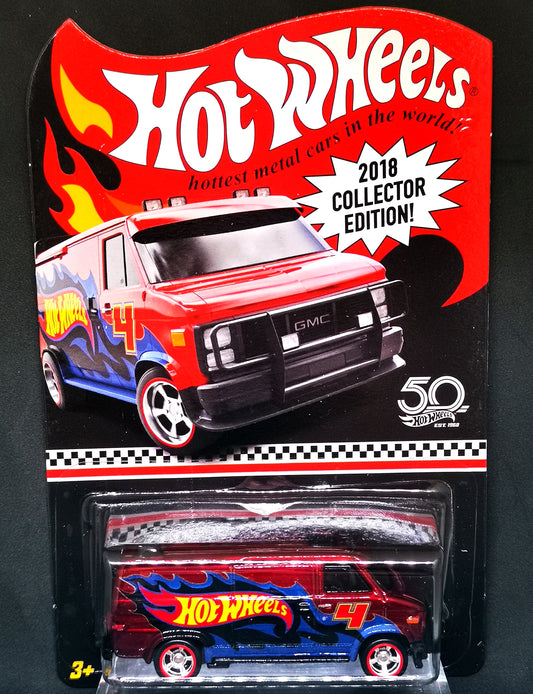 HOT WHEELS®
hottest metal cars in the world!™
2018
COLLECTOR
EDITION!
HOT WHEELS
4
GMC
50
HOT WHEELS
EST. 1968
HOT WHEELS
4
3+